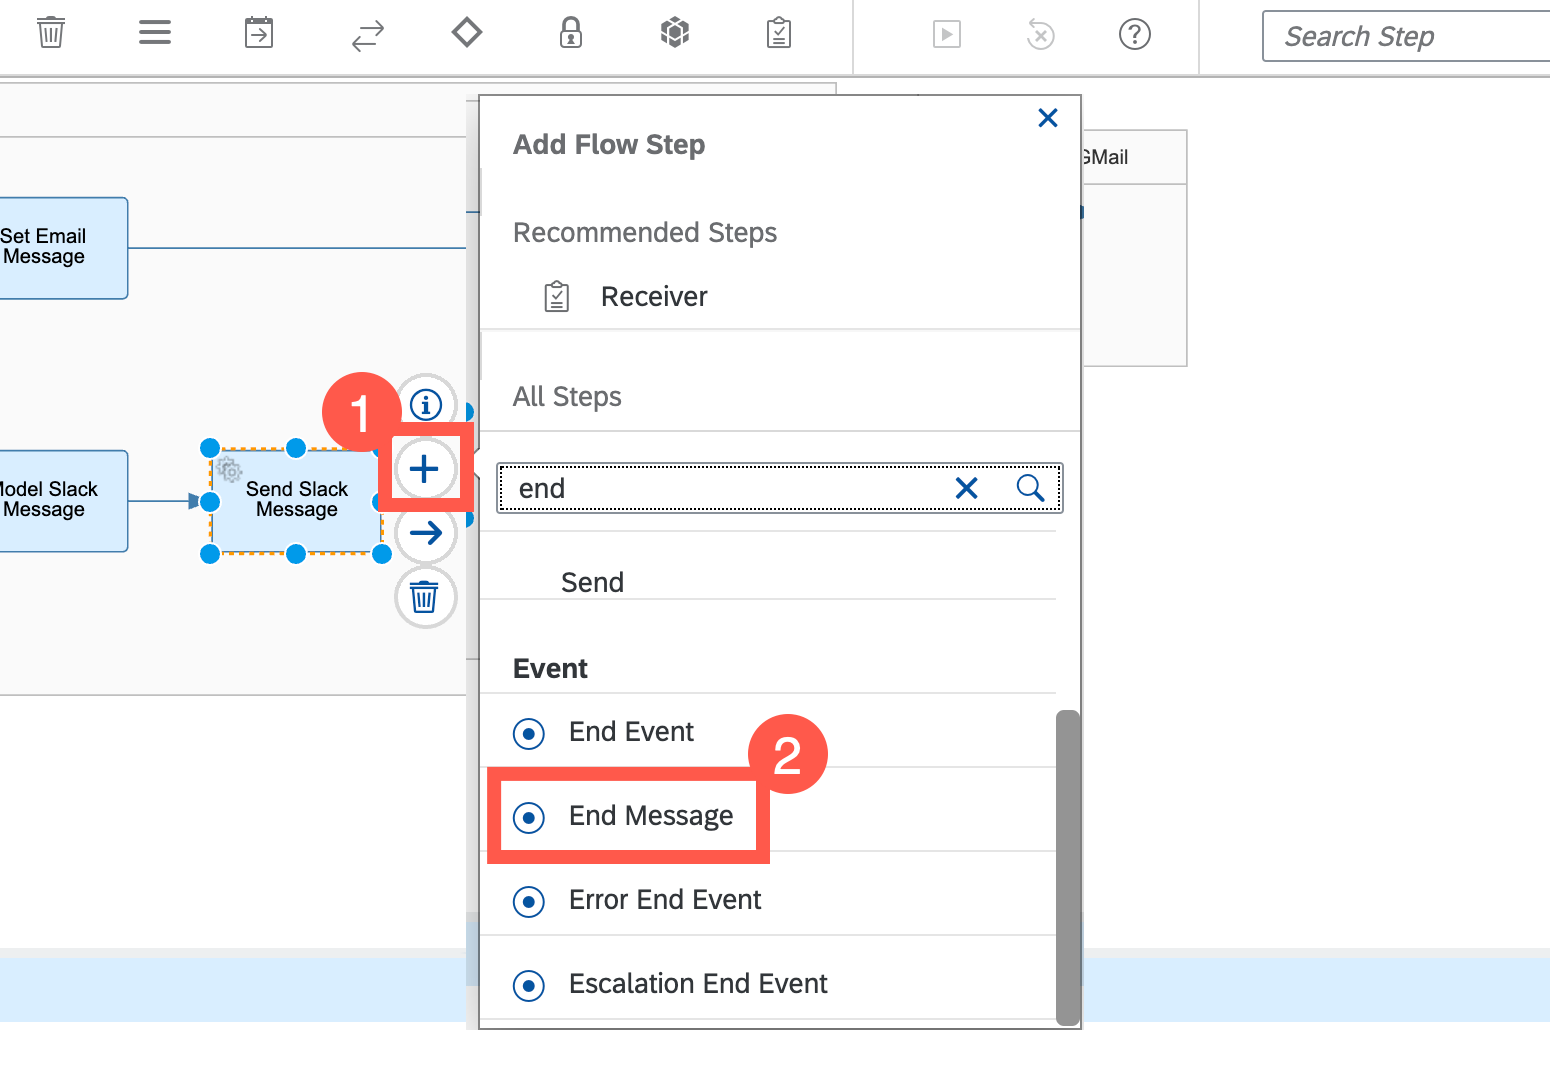 Search Step
Add Flow Step
GMail
Recommended Steps
Receiver
Set Email
Message
All Steps
1
end
Model Slack
Message
Send Slack
Message
Send
Event
End Event
2
End Message
Error End Event
Escalation End Event